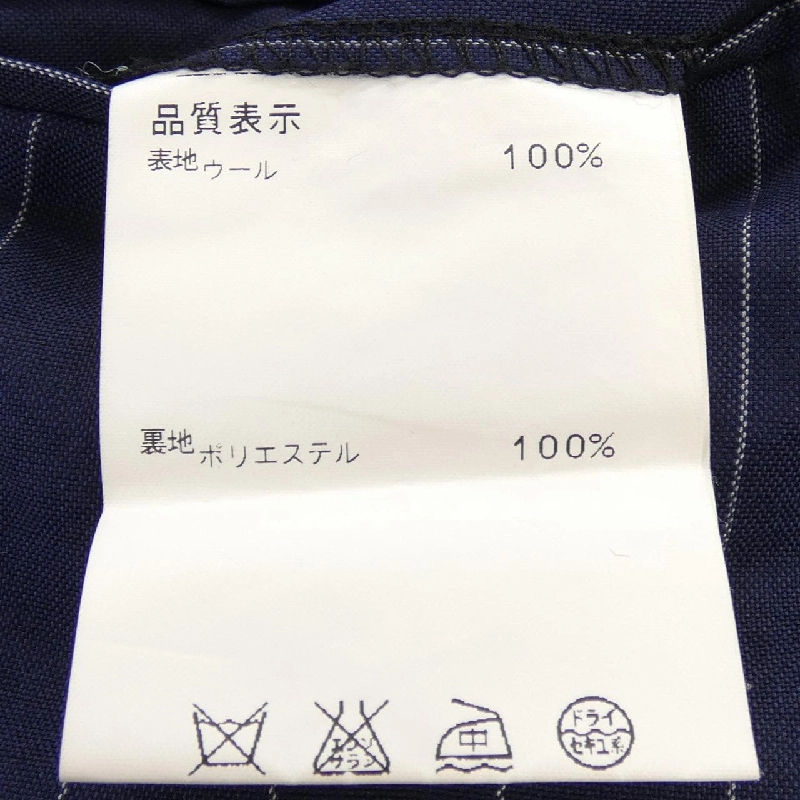 品質表示
表地 ウール 100%
裏地 ポリエステル 100%
エンソ
サラシ
中
ドライ
セキユ系